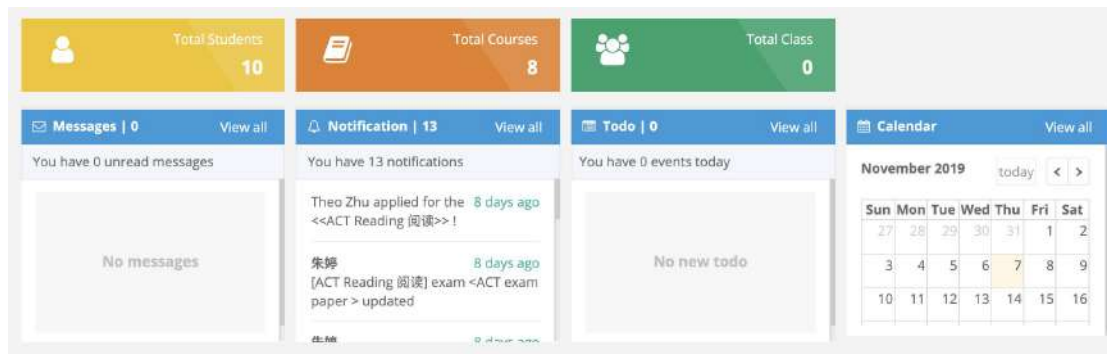 Total Students
10
Total Courses
8
Total Class
0
Messages | 0 View all
You have 0 unread messages
No messages
Notification | 13 View all
You have 13 notifications
Theo Zhu applied for the 8 days ago
<<ACT Reading 阅读>> !
朱婷 8 days ago
[ACT Reading 阅读] exam <ACT exam
paper > updated
朱婷 8 days ago
Todo | 0 View all
You have 0 events today
No new todo
Calendar View all
November 2019 today < >
Sun Mon Tue Wed Thu Fri Sat
27 28 29 30 31 1 2
3 4 5 6 7 8 9
10 11 12 13 14 15 16